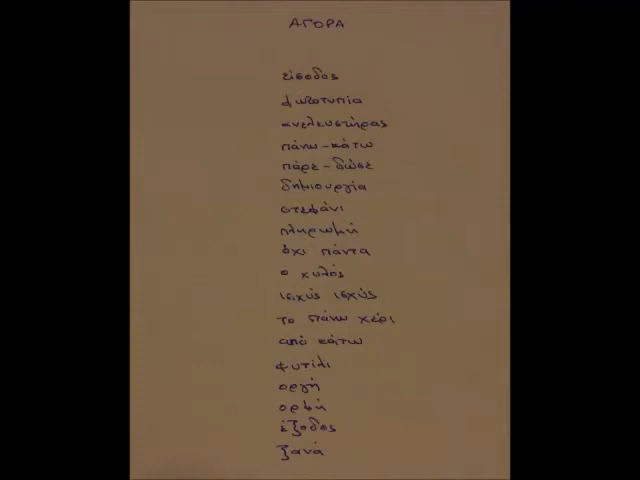 ΑΓΟΡΑ
είσοδος
φωτοτυπία
ανελκυστήρας
πάνω-κάτω
πάρε-δώσε
δημιουργία
στεφάνι
πληρωμή
όχι πάντα
ο χυλός
ισχύς ισχύς
το πάνω χέρι
από κάτω
φυτίλι
οργή
ορμή
έξοδος
ξανά